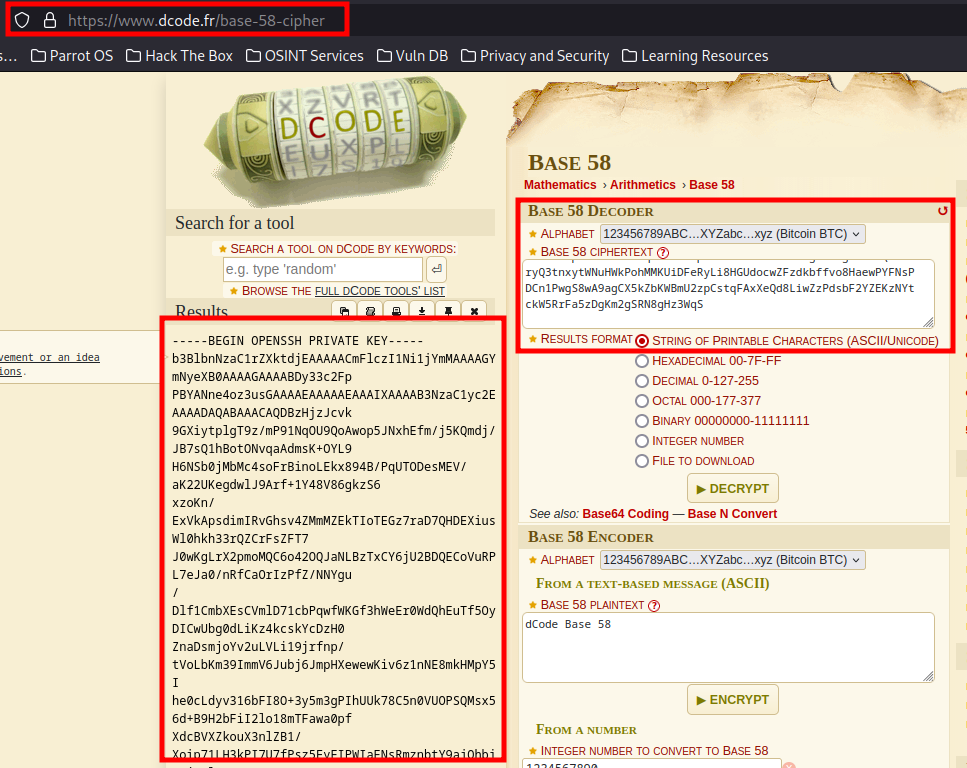 https://www.dcode.fr/base-58-cipher
s… Parrot OS Hack The Box OSINT Services Vuln DB Privacy and Security Learning Resources
X Z V R T
DCODE
E U X P L
Search for a tool
SEARCH A TOOL ON DCODE BY KEYWORDS:
e.g. type 'random'
BROWSE THE FULL DCODE TOOLS' LIST
Results
vement or an idea
ions.
-----BEGIN OPENSSH PRIVATE KEY-----
b3BlbnNzaC1rZXktdjEAAAAACmFlczI1Ni1jYmMAAAAGY
mNyeXB0AAAAGAAAABDy33c2Fp
PBYANne4oz3usGAAAAEAAAAAEAAAIXAAAAB3NzaC1yc2E
AAAADAQABAAACAQDBzHjzJcvk
9GXiytplgT9z/mP91NqOU9QoAwop5JNxhEfm/j5KQmdj/
JB7sQ1hBotONvqaAdmsK+OYL9
H6NSb0jMbMc4soFrBinoLEkx894B/PqUTODesMEV/
aK22UKegdwlJ9Arf+1Y48V86gkzS6
xzoKn/
ExVkApsdimIRvGhsv4ZMmMZEkTIoTEGz7raD7QHDEXius
Wl0hkh33rQZCrFsZFT7
J0wKgLrX2pmoMQC6o42OQJaNLBzTxCY6jU2BDQECoVuRP
L7eJa0/nRfCaOrIzPfZ/NNYgu
/
Dlf1CmbXEsCVmlD71cbPqwfWKGf3hWeEr0WdQhEuTf5Oy
DICwUbg0dLiKz4kcskYcDzH0
ZnaDsmjoYv2uLVLi19jrfnp/
tVoLbKm39ImmV6Jubj6JmpHXewewKiv6z1nNE8mkHMpY5
I
he0cLdyv316bFI8O+3y5m3gPIhUUk78C5n0VUOPSQMsx5
6d+B9H2bFiI2lo18mTFawa0pf
XdcBVXZkouX3nlZB1/
BASE 58
Mathematics › Arithmetics › Base 58
BASE 58 DECODER
ALPHABET 123456789ABC…XYZabc…xyz (Bitcoin BTC)
BASE 58 CIPHERTEXT ?
ryQ3tnxytWNuHWkPohMMKUiDFeRyLi8HGUdocwZFzdkbffvo8HaewPYFNsP
DCn1PwgS8wA9agCX5kZbKWBmU2zpCstqFAxXeQd8LiwZzPdsbF2YZEKzNYt
ckW5RrFa5zDgKm2gSRN8gHz3WqS
RESULTS FORMAT STRING OF PRINTABLE CHARACTERS (ASCII/UNICODE)
HEXADECIMAL 00-7F-FF
DECIMAL 0-127-255
OCTAL 000-177-377
BINARY 00000000-11111111
INTEGER NUMBER
FILE TO DOWNLOAD
▶ DECRYPT
See also: Base64 Coding — Base N Convert
BASE 58 ENCODER
ALPHABET 123456789ABC…XYZabc…xyz (Bitcoin BTC)
FROM A TEXT-BASED MESSAGE (ASCII)
BASE 58 PLAINTEXT ?
dCode Base 58
▶ ENCRYPT
FROM A NUMBER
INTEGER NUMBER TO CONVERT TO BASE 58
1234567890